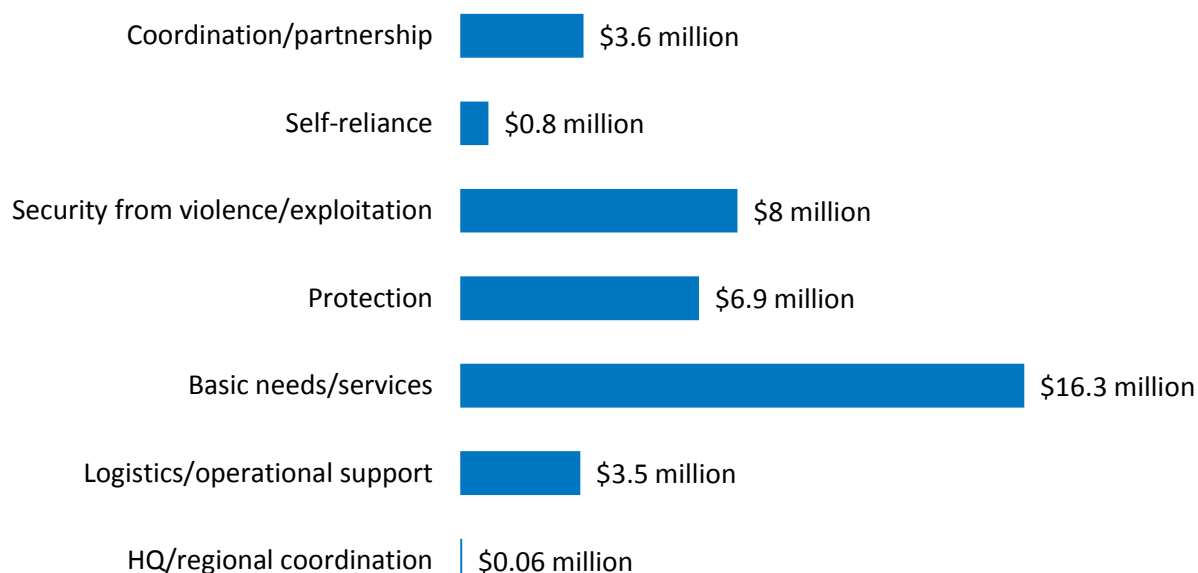 Coordination/partnership $3.6 million
Self-reliance $0.8 million
Security from violence/exploitation $8 million
Protection $6.9 million
Basic needs/services $16.3 million
Logistics/operational support $3.5 million
HQ/regional coordination $0.06 million